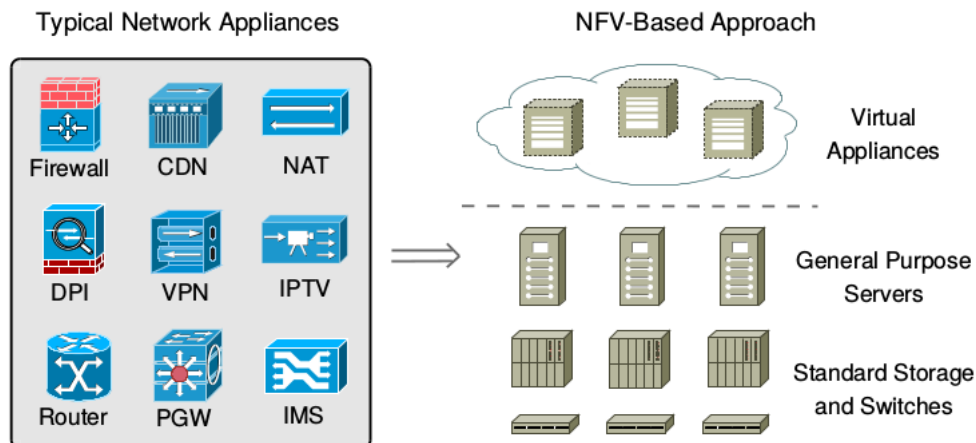 Typical Network Appliances
Firewall CDN NAT
DPI VPN IPTV
Router PGW IMS
NFV-Based Approach
Virtual
Appliances
General Purpose
Servers
Standard Storage
and Switches